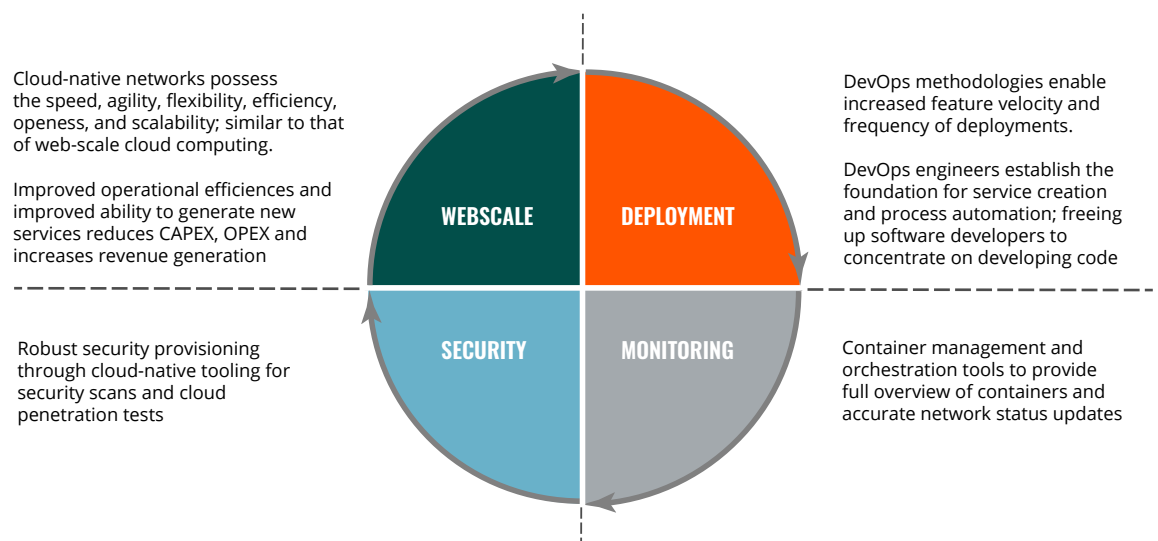 Cloud-native networks possess
the speed, agility, flexibility, efficiency,
openess, and scalability; similar to that
of web-scale cloud computing.
Improved operational efficiences and
improved ability to generate new
services reduces CAPEX, OPEX and
increases revenue generation
WEBSCALE
DEPLOYMENT
DevOps methodologies enable
increased feature velocity and
frequency of deployments.
DevOps engineers establish the
foundation for service creation
and process automation; freeing
up software developers to
concentrate on developing code
Robust security provisioning
through cloud-native tooling for
security scans and cloud
penetration tests
SECURITY
MONITORING
Container management and
orchestration tools to provide
full overview of containers and
accurate network status updates